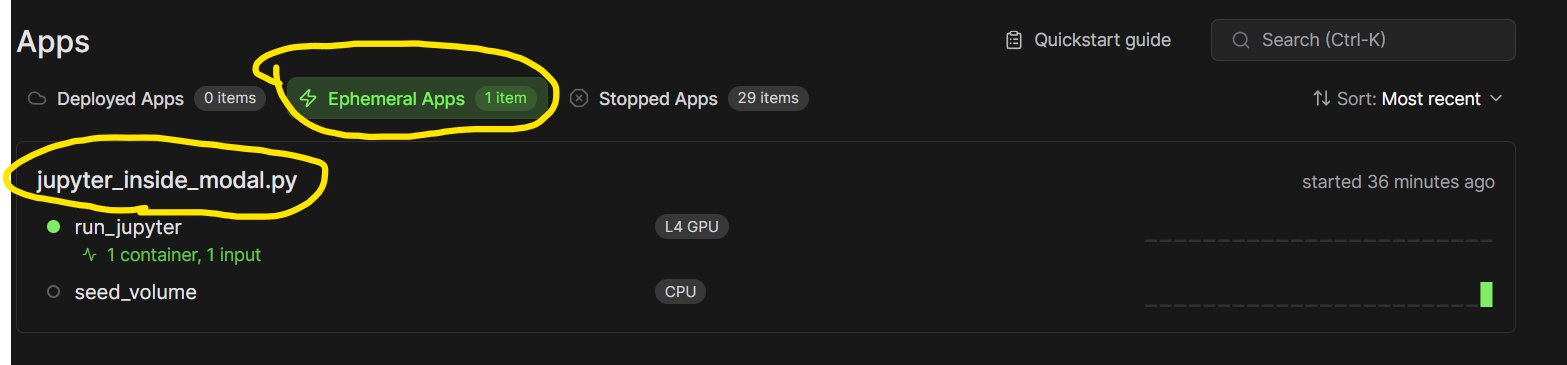 Apps
Quickstart guide
Search (Ctrl-K)
Deployed Apps 0 items
Ephemeral Apps 1 item
Stopped Apps 29 items
Sort: Most recent
jupyter_inside_modal.py
started 36 minutes ago
run_jupyter
L4 GPU
1 container, 1 input
seed_volume
CPU